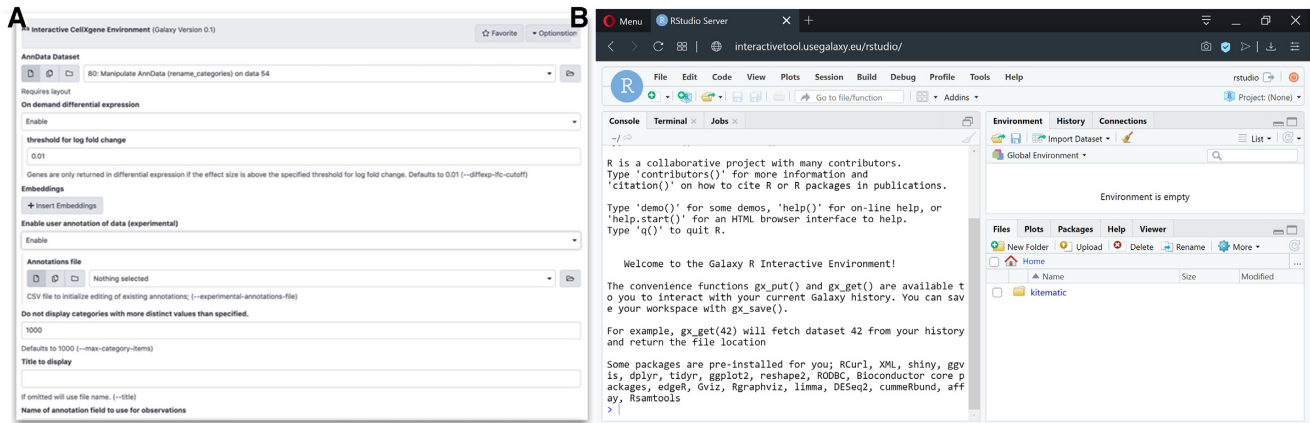 A
Interactive CellXgene Environment (Galaxy Version 0.1)
Favorite
Options
AnnData Dataset
80: Manipulate AnnData (rename_categories) on data 54
Requires layout
On demand differential expression
Enable
threshold for log fold change
0.01
Genes are only returned in differential expression if the effect size is above the specified threshold for log fold change. Defaults to 0.01 (--diffexp-lfc-cutoff)
Embeddings
+ Insert Embeddings
Enable user annotation of data (experimental)
Enable
Annotations file
Nothing selected
CSV file to initialize editing of existing annotations; (--experimental-annotations-file)
Do not display categories with more distinct values than specified.
1000
Defaults to 1000 (--max-category-items)
Title to display
If omitted will use file name. (--title)
Name of annotation field to use for observations
B
Menu
RStudio Server
interactivetool.usegalaxy.eu/rstudio/
R
File Edit Code View Plots Session Build Debug Profile Tools Help
rstudio
Go to file/function
Addins
Project: (None)
Console Terminal Jobs
~/
R is a collaborative project with many contributors.
Type 'contributors()' for more information and
'citation()' on how to cite R or R packages in publications.
Type 'demo()' for some demos, 'help()' for on-line help, or
'help.start()' for an HTML browser interface to help.
Type 'q()' to quit R.
Welcome to the Galaxy R Interactive Environment!
The convenience functions gx_put() and gx_get() are available t
o you to interact with your current Galaxy history. You can sav
e your workspace with gx_save().
For example, gx_get(42) will fetch dataset 42 from your history
and return the file location
Some packages are pre-installed for you; RCurl, XML, shiny, ggv
is, dplyr, tidyr, ggplot2, reshape2, RODBC, Bioconductor core p
ackages, edgeR, Gviz, Rgraphviz, limma, DESeq2, cummeRbund, aff
ay, Rsamtools
>
Environment History Connections
Import Dataset
List
Global Environment
Environment is empty
Files Plots Packages Help Viewer
New Folder Upload Delete Rename More
Home
...
Name Size Modified
kitematic